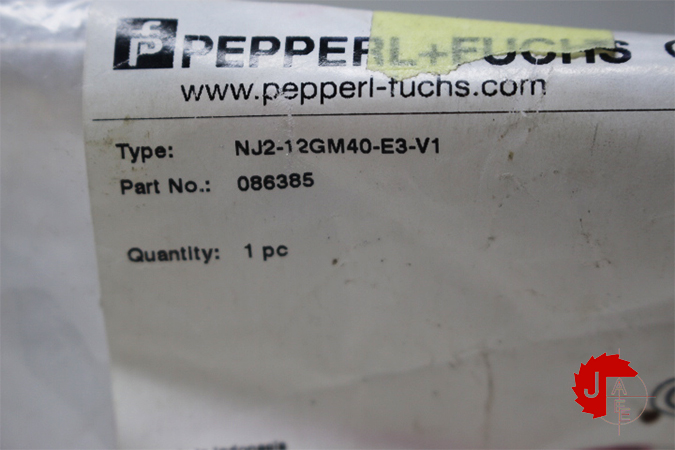 PEPPERL+FUCHS
www.pepperl-fuchs.com
Type: NJ2-12GM40-E3-V1
Part No.: 086385
Quantity: 1 pc